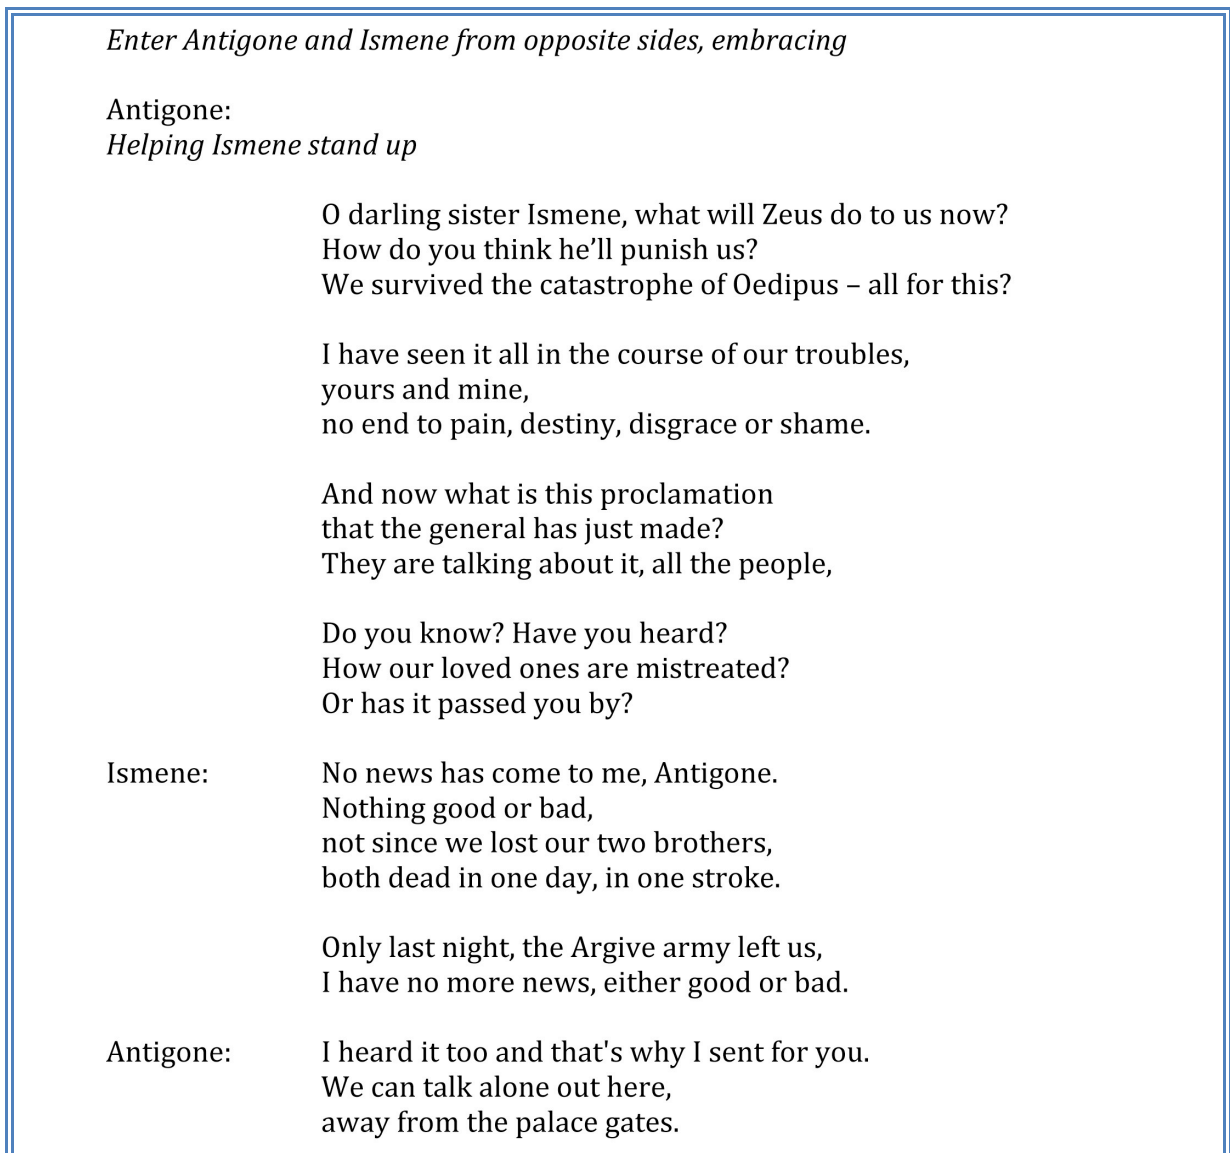 Enter Antigone and Ismene from opposite sides, embracing
Antigone:
Helping Ismene stand up
O darling sister Ismene, what will Zeus do to us now?
How do you think he’ll punish us?
We survived the catastrophe of Oedipus – all for this?
I have seen it all in the course of our troubles,
yours and mine,
no end to pain, destiny, disgrace or shame.
And now what is this proclamation
that the general has just made?
They are talking about it, all the people,
Do you know? Have you heard?
How our loved ones are mistreated?
Or has it passed you by?
Ismene: No news has come to me, Antigone.
Nothing good or bad,
not since we lost our two brothers,
both dead in one day, in one stroke.
Only last night, the Argive army left us,
I have no more news, either good or bad.
Antigone: I heard it too and that's why I sent for you.
We can talk alone out here,
away from the palace gates.